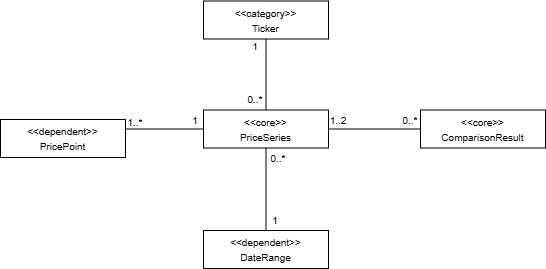 <<category>>
Ticker
1
0..*
<<dependent>>
PricePoint
1..*
1
<<core>>
PriceSeries
1..2
0..*
<<core>>
ComparisonResult
0..*
1
<<dependent>>
DateRange